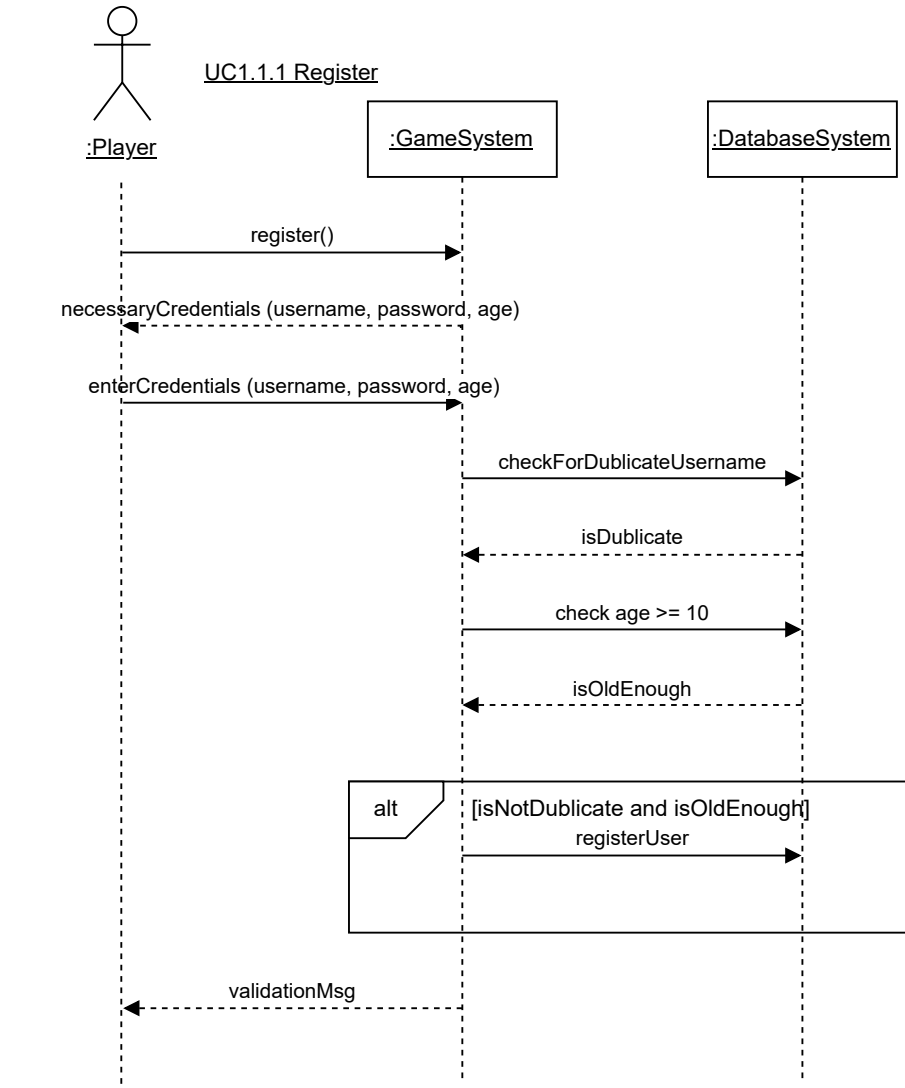 UC1.1.1 Register
:Player
:GameSystem
:DatabaseSystem
register()
necessaryCredentials (username, password, age)
enterCredentials (username, password, age)
checkForDublicateUsername
isDublicate
check age >= 10
isOldEnough
alt
[isNotDublicate and isOldEnough]
registerUser
validationMsg